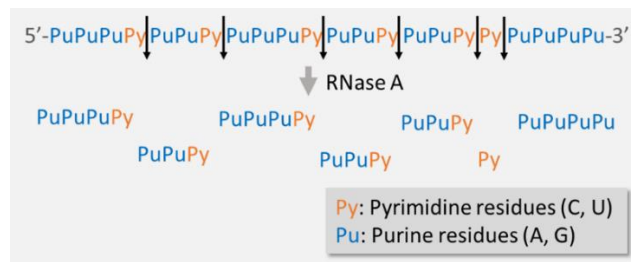 5′-PuPuPuPyPuPuPyPuPuPuPyPuPuPyPuPuPyPyPuPuPuPu-3′
RNase A
PuPuPuPy PuPuPuPy PuPuPy PuPuPuPu
PuPuPy PuPuPy Py
Py: Pyrimidine residues (C, U)
Pu: Purine residues (A, G)